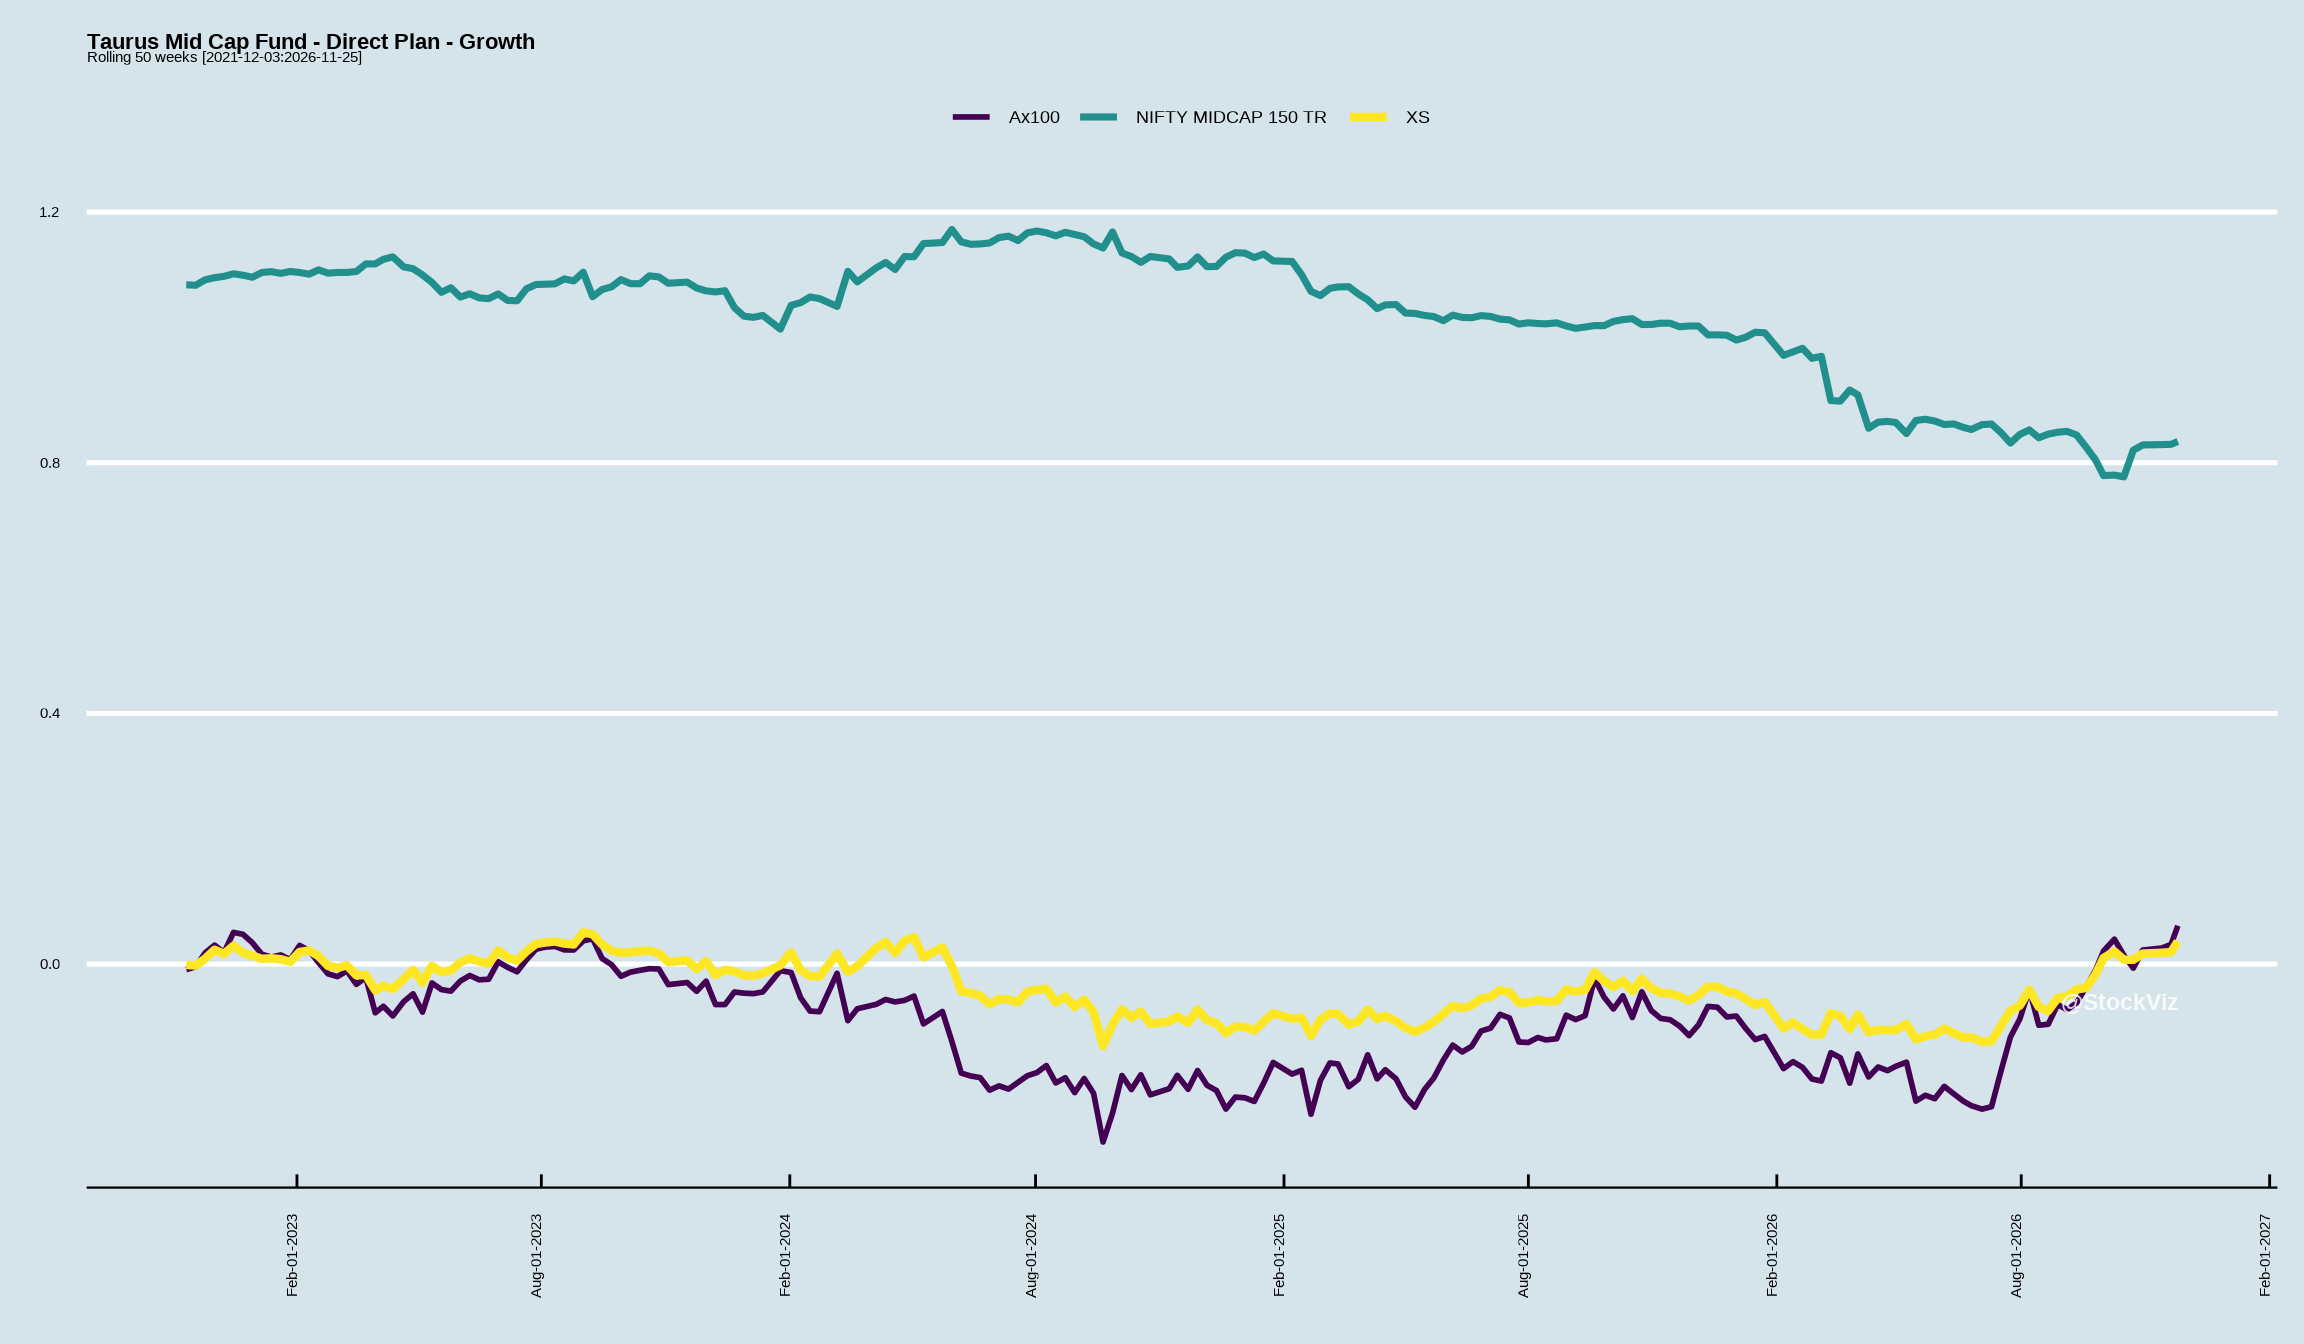 Taurus Mid Cap Fund - Direct Plan - Growth
Rolling 50 weeks [2021-12-03:2026-11-25]
Ax100 NIFTY MIDCAP 150 TR XS
1.2
0.8
0.4
0.0
@StockViz
Feb-01-2023
Aug-01-2023
Feb-01-2024
Aug-01-2024
Feb-01-2025
Aug-01-2025
Feb-01-2026
Aug-01-2026
Feb-01-2027